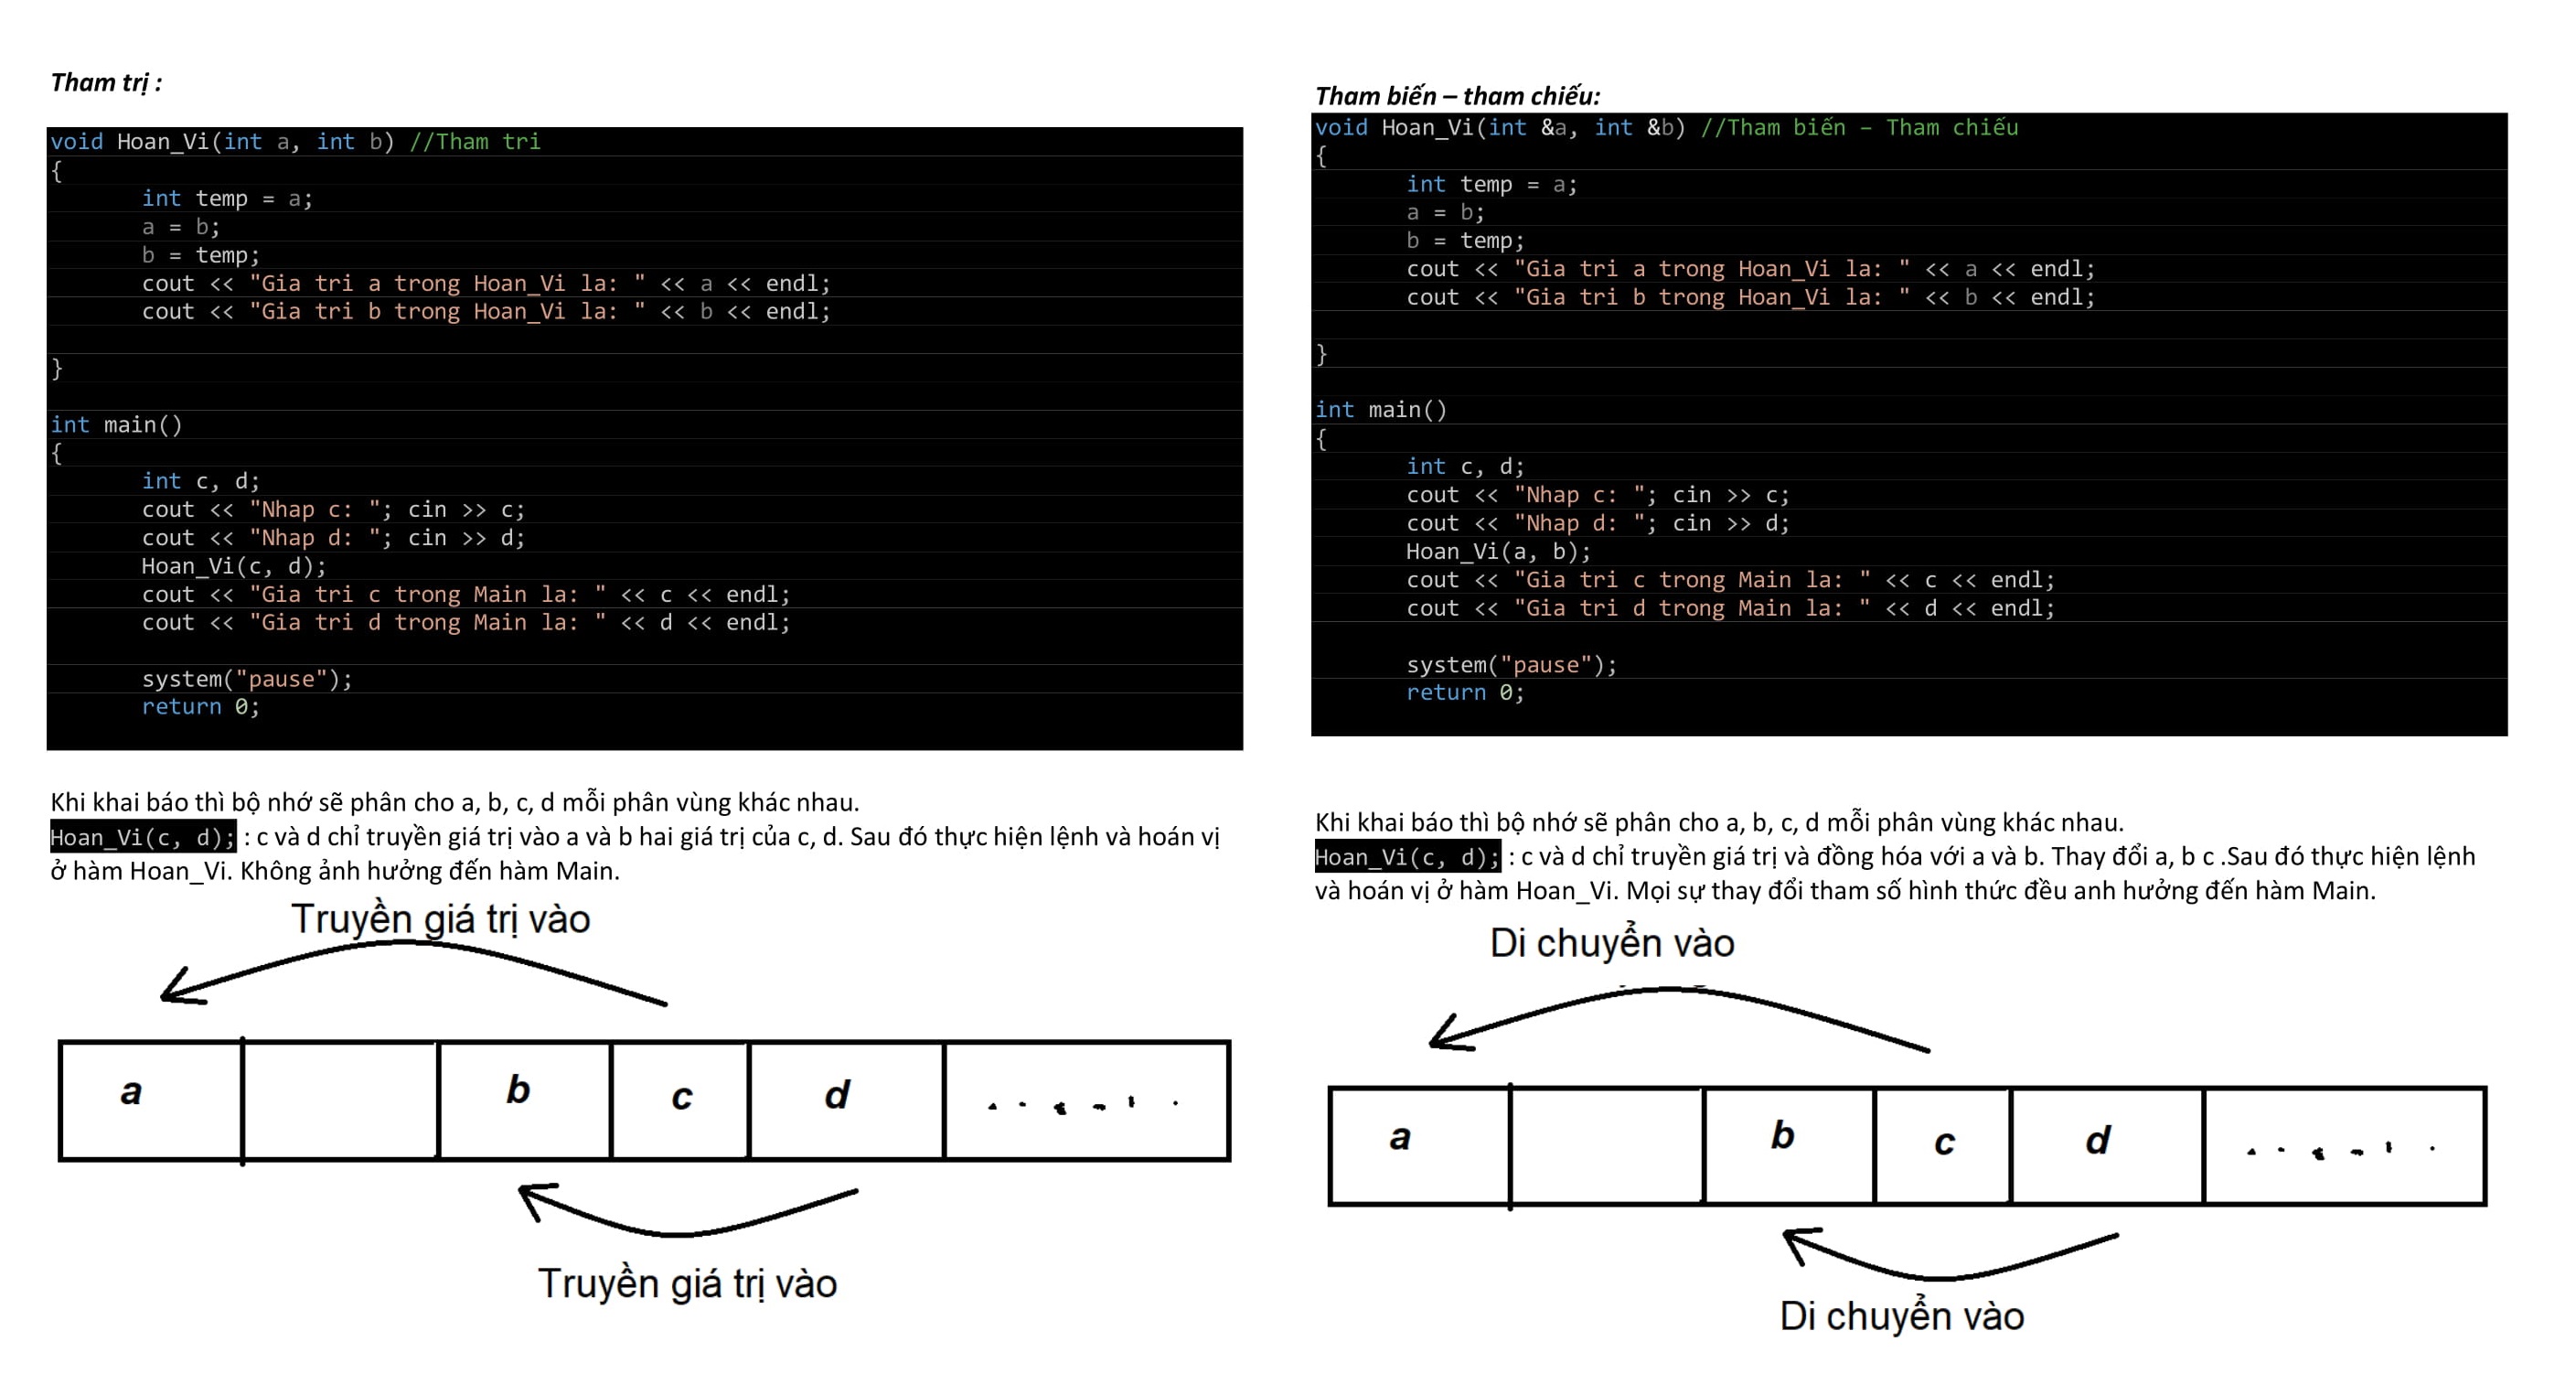 Tham trị :
void Hoan_Vi(int a, int b) //Tham tri
{
int temp = a;
a = b;
b = temp;
cout << "Gia tri a trong Hoan_Vi la: " << a << endl;
cout << "Gia tri b trong Hoan_Vi la: " << b << endl;
}
int main()
{
int c, d;
cout << "Nhap c: "; cin >> c;
cout << "Nhap d: "; cin >> d;
Hoan_Vi(c, d);
cout << "Gia tri c trong Main la: " << c << endl;
cout << "Gia tri d trong Main la: " << d << endl;
system("pause");
return 0;
Khi khai báo thì bộ nhớ sẽ phân cho a, b, c, d mỗi phân vùng khác nhau.
Hoan_Vi(c, d); : c và d chỉ truyền giá trị vào a và b hai giá trị của c, d. Sau đó thực hiện lệnh và hoán vị
ở hàm Hoan_Vi. Không ảnh hưởng đến hàm Main.
Truyền giá trị vào
a b c d
Truyền giá trị vào
Tham biến – tham chiếu:
void Hoan_Vi(int &a, int &b) //Tham biến – Tham chiếu
{
int temp = a;
a = b;
b = temp;
cout << "Gia tri a trong Hoan_Vi la: " << a << endl;
cout << "Gia tri b trong Hoan_Vi la: " << b << endl;
}
int main()
{
int c, d;
cout << "Nhap c: "; cin >> c;
cout << "Nhap d: "; cin >> d;
Hoan_Vi(a, b);
cout << "Gia tri c trong Main la: " << c << endl;
cout << "Gia tri d trong Main la: " << d << endl;
system("pause");
return 0;
Khi khai báo thì bộ nhớ sẽ phân cho a, b, c, d mỗi phân vùng khác nhau.
Hoan_Vi(c, d); : c và d chỉ truyền giá trị và đồng hóa với a và b. Thay đổi a, b c .Sau đó thực hiện lệnh
và hoán vị ở hàm Hoan_Vi. Mọi sự thay đổi tham số hình thức đều anh hưởng đến hàm Main.
Di chuyển vào
a b c d
Di chuyển vào